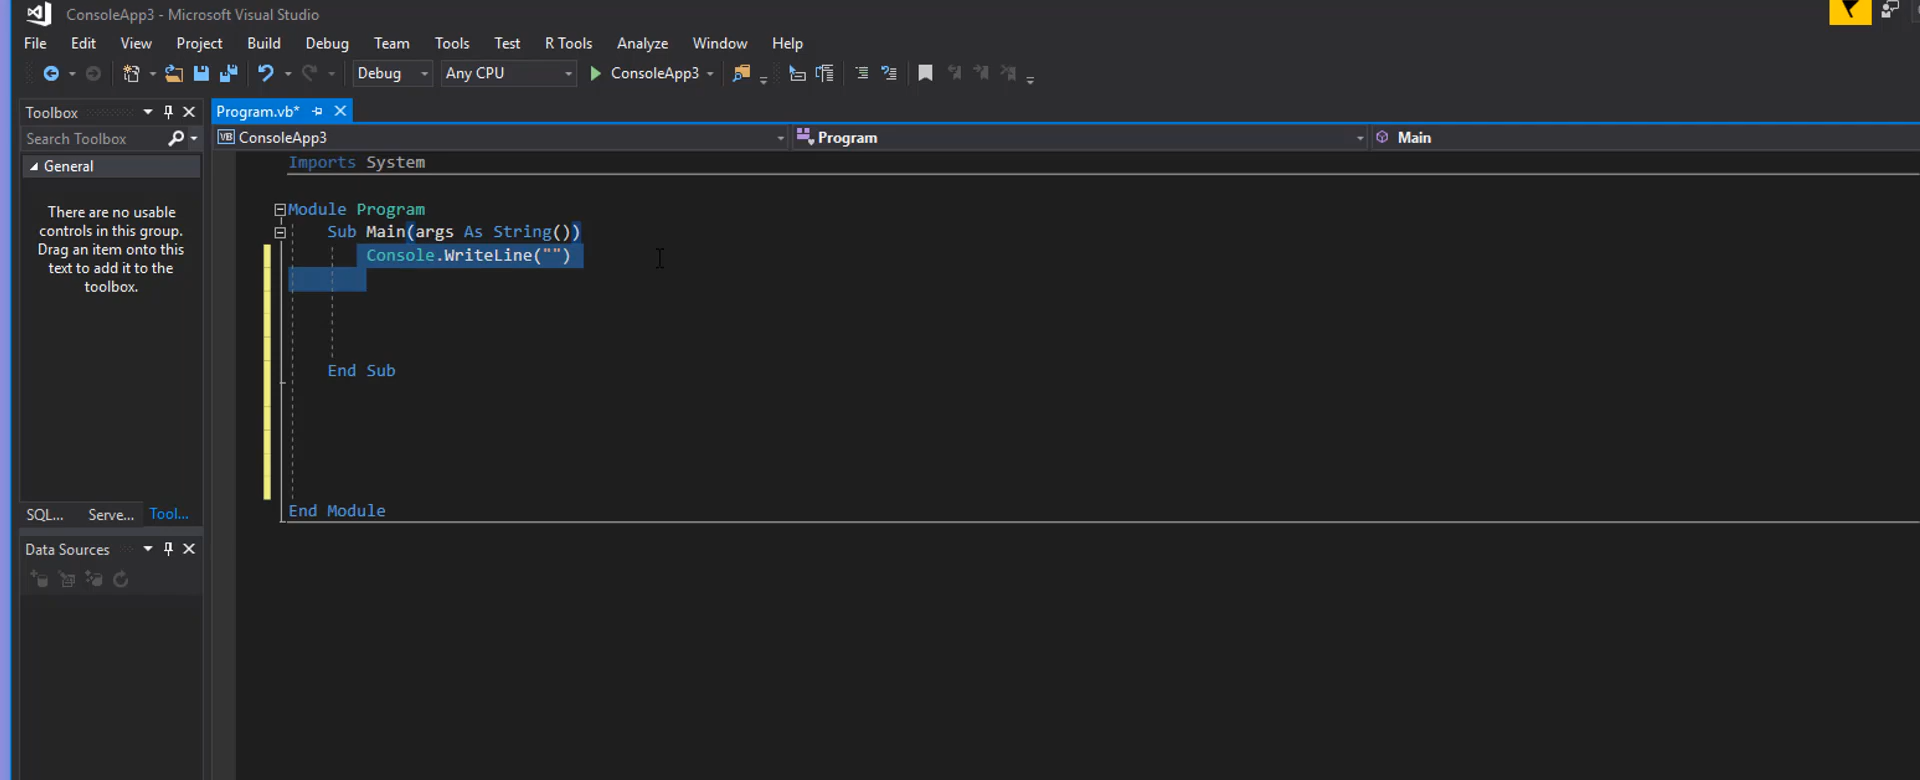 ConsoleApp3 - Microsoft Visual Studio
File Edit View Project Build Debug Team Tools Test R Tools Analyze Window Help
Debug Any CPU ConsoleApp3
Toolbox
Program.vb*
Search Toolbox
ConsoleApp3 Program Main
General
There are no usable
controls in this group.
Drag an item onto this
text to add it to the
toolbox.
Imports System
Module Program
Sub Main(args As String())
Console.WriteLine("")
End Sub
End Module
SQL... Serve... Tool...
Data Sources